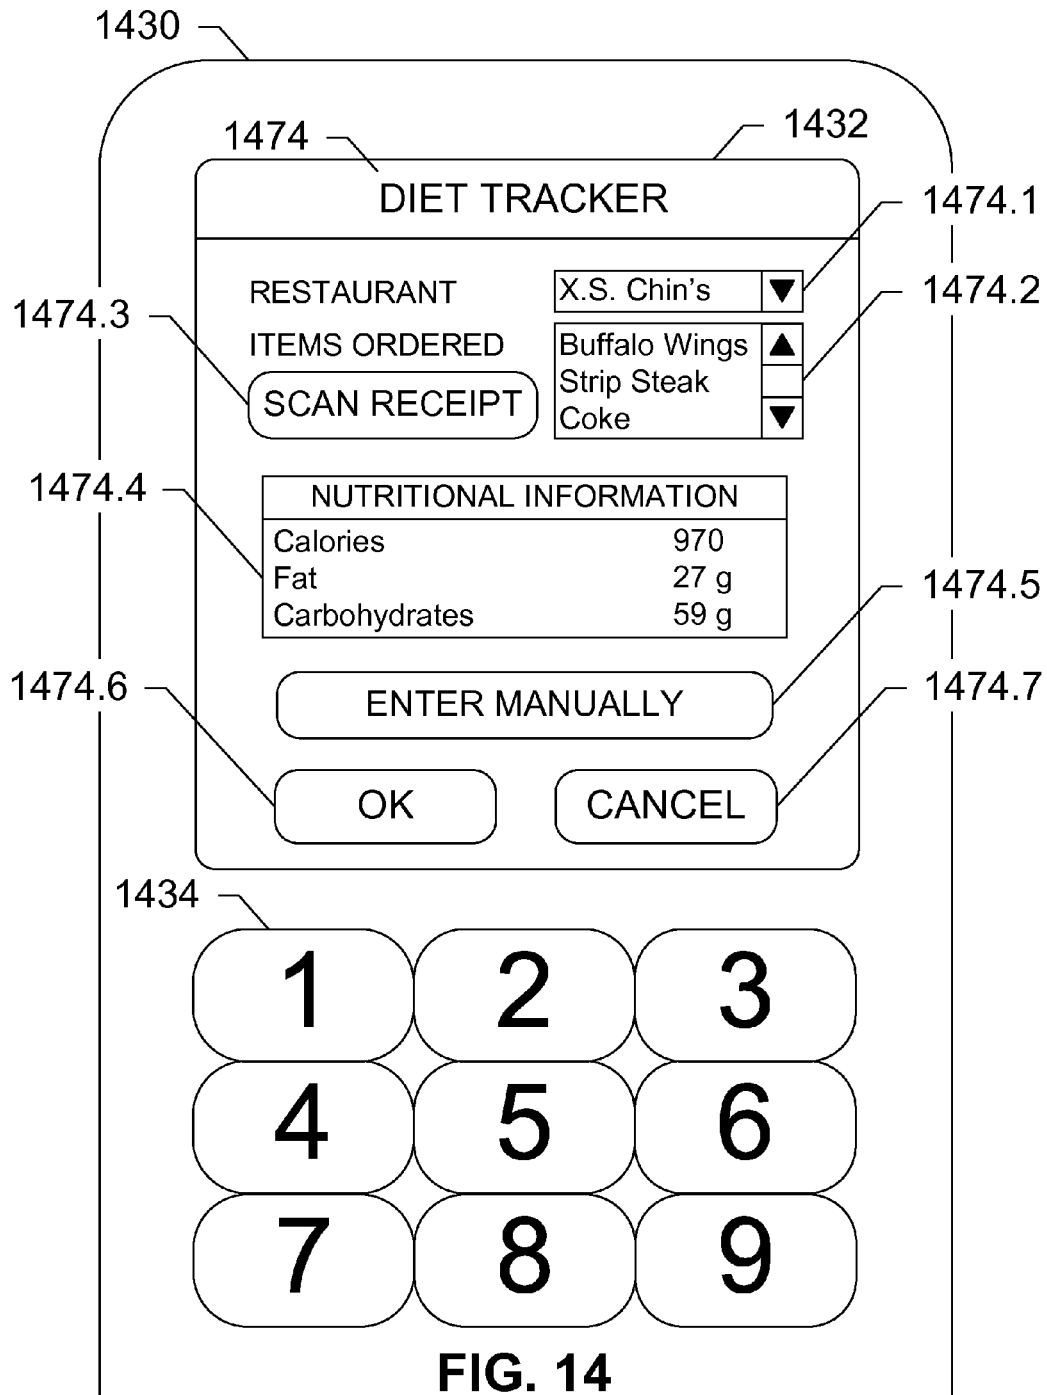 1430
1474
1432
DIET TRACKER
1474.1
RESTAURANT X.S. Chin's
1474.2
1474.3
ITEMS ORDERED Buffalo Wings
Strip Steak
SCAN RECEIPT
Coke
1474.4
NUTRITIONAL INFORMATION
Calories 970
Fat 27 g
1474.5
Carbohydrates 59 g
1474.6
ENTER MANUALLY
1474.7
OK CANCEL
1434
1 2 3
4 5 6
7 8 9
FIG. 14